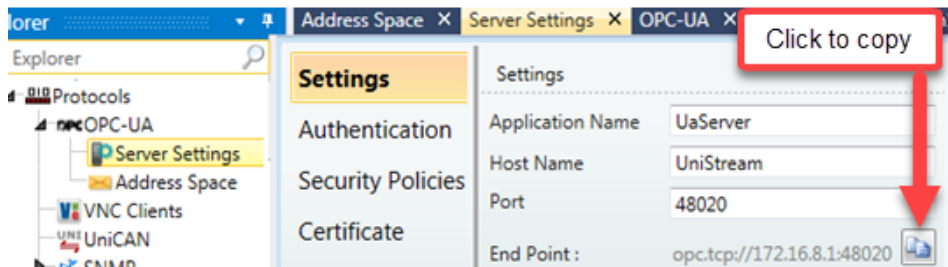 lorer
Address Space
Server Settings
OPC-UA
Click to copy
Explorer
Protocols
OPC-UA
Server Settings
Address Space
VNC Clients
UniCAN
SNMP
Settings
Authentication
Security Policies
Certificate
Settings
Application Name UaServer
Host Name UniStream
Port 48020
End Point : opc.tcp://172.16.8.1:48020